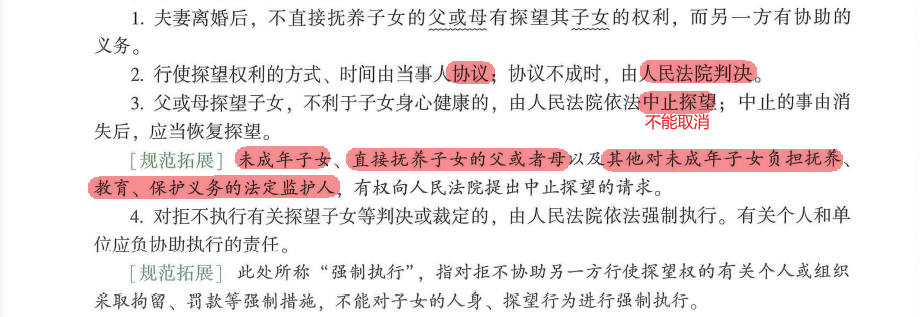 1. 夫妻离婚后，不直接抚养子女的父或母有探望其子女的权利，而另一方有协助的
义务。
2. 行使探望权利的方式、时间由当事人协议；协议不成时，由人民法院判决。
3. 父或母探望子女，不利于子女身心健康的，由人民法院依法中止探望；中止的事由消
不能取消
失后，应当恢复探望。
［规范拓展］未成年子女、直接抚养子女的父或者母以及其他对未成年子女负担抚养、
教育、保护义务的法定监护人，有权向人民法院提出中止探望的请求。
4. 对拒不执行有关探望子女等判决或裁定的，由人民法院依法强制执行。有关个人和单
位应负协助执行的责任。
［规范拓展］此处所称“强制执行”，指对拒不协助另一方行使探望权的有关个人或组织
采取拘留、罚款等强制措施，不能对子女的人身、探望行为进行强制执行。